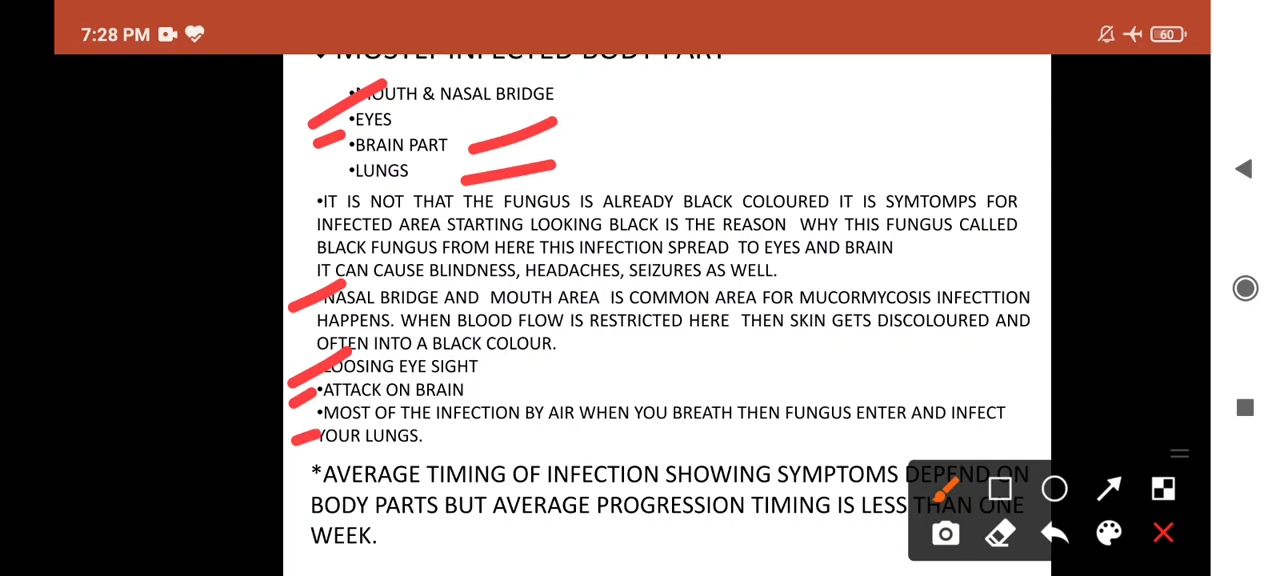 7:28 PM
60
MOSTLY INFECTED BODY PART
•MOUTH & NASAL BRIDGE
•EYES
•BRAIN PART
•LUNGS
•IT IS NOT THAT THE FUNGUS IS ALREADY BLACK COLOURED IT IS SYMTOMPS FOR
INFECTED AREA STARTING LOOKING BLACK IS THE REASON WHY THIS FUNGUS CALLED
BLACK FUNGUS FROM HERE THIS INFECTION SPREAD TO EYES AND BRAIN
IT CAN CAUSE BLINDNESS, HEADACHES, SEIZURES AS WELL.
•NASAL BRIDGE AND MOUTH AREA IS COMMON AREA FOR MUCORMYCOSIS INFECTTION
HAPPENS. WHEN BLOOD FLOW IS RESTRICTED HERE THEN SKIN GETS DISCOLOURED AND
OFTEN INTO A BLACK COLOUR.
•LOOSING EYE SIGHT
•ATTACK ON BRAIN
•MOST OF THE INFECTION BY AIR WHEN YOU BREATH THEN FUNGUS ENTER AND INFECT
YOUR LUNGS.
*AVERAGE TIMING OF INFECTION SHOWING SYMPTOMS DEPEND ON
BODY PARTS BUT AVERAGE PROGRESSION TIMING IS LESS THAN ONE
WEEK.